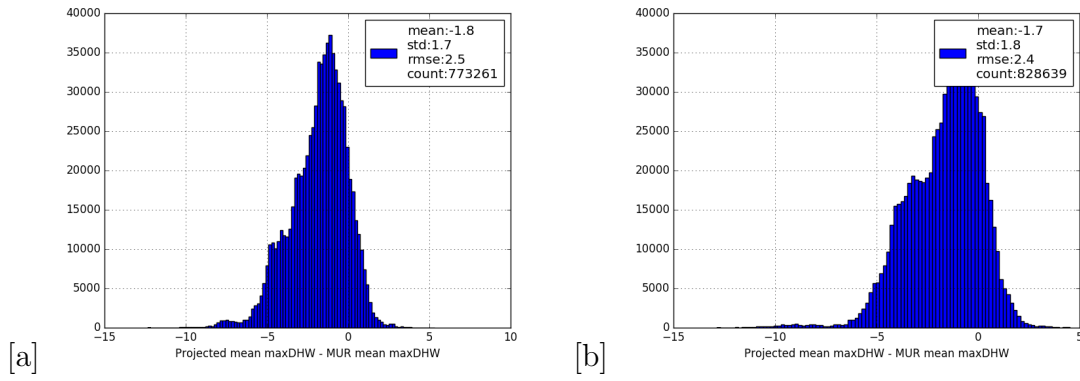 40000
35000
30000
25000
20000
15000
10000
5000
0
−15
−10
−5
0
5
10
mean:-1.8
std:1.7
rmse:2.5
count:773261
Projected mean maxDHW - MUR mean maxDHW
[a]
40000
35000
30000
25000
20000
15000
10000
5000
0
−15
−10
−5
0
5
mean:-1.7
std:1.8
rmse:2.4
count:828639
Projected mean maxDHW - MUR mean maxDHW
[b]